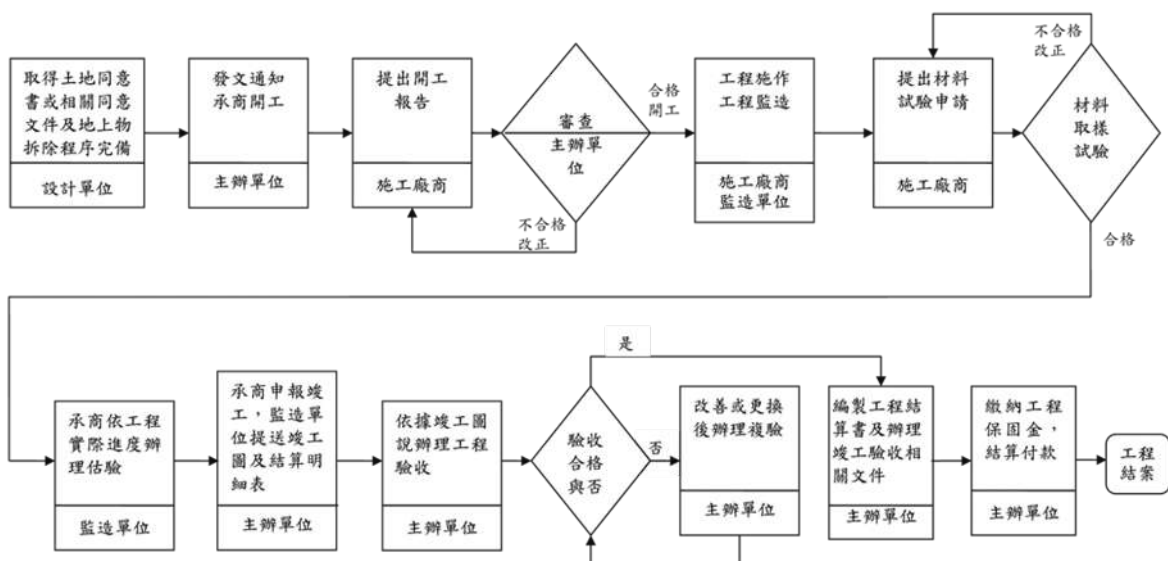 取得土地同意
書或相關同意
文件及地上物
拆除程序完備
設計單位
發文通知
承商開工
主辦單位
提出開工
報告
施工廠商
審查
主辦單
位
不合格
改正
合格
開工
工程施作
工程監造
施工廠商
監造單位
提出材料
試驗申請
施工廠商
不合格
改正
材料
取樣
試驗
合格
承商依工程
實際進度辦
理估驗
監造單位
承商申報竣
工，監造單
位提送竣工
圖及結算明
細表
主辦單位
依據竣工圖
說辦理工程
驗收
主辦單位
驗收
合格
與否
是
否
改善或更換
後辦理複驗
主辦單位
編製工程結
算書及辦理
竣工驗收相
關文件
主辦單位
繳納工程
保固金，
結算付款
主辦單位
工程
結案